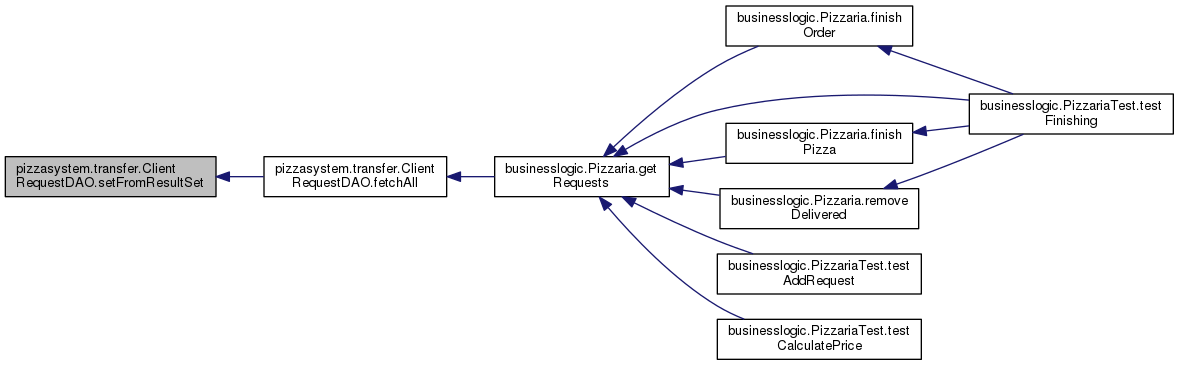 pizzasystem.transfer.Client
RequestDAO.setFromResultSet
pizzasystem.transfer.Client
RequestDAO.fetchAll
businesslogic.Pizzaria.get
Requests
businesslogic.Pizzaria.finish
Order
businesslogic.Pizzaria.finish
Pizza
businesslogic.Pizzaria.remove
Delivered
businesslogic.PizzariaTest.test
AddRequest
businesslogic.PizzariaTest.test
CalculatePrice
businesslogic.PizzariaTest.test
Finishing